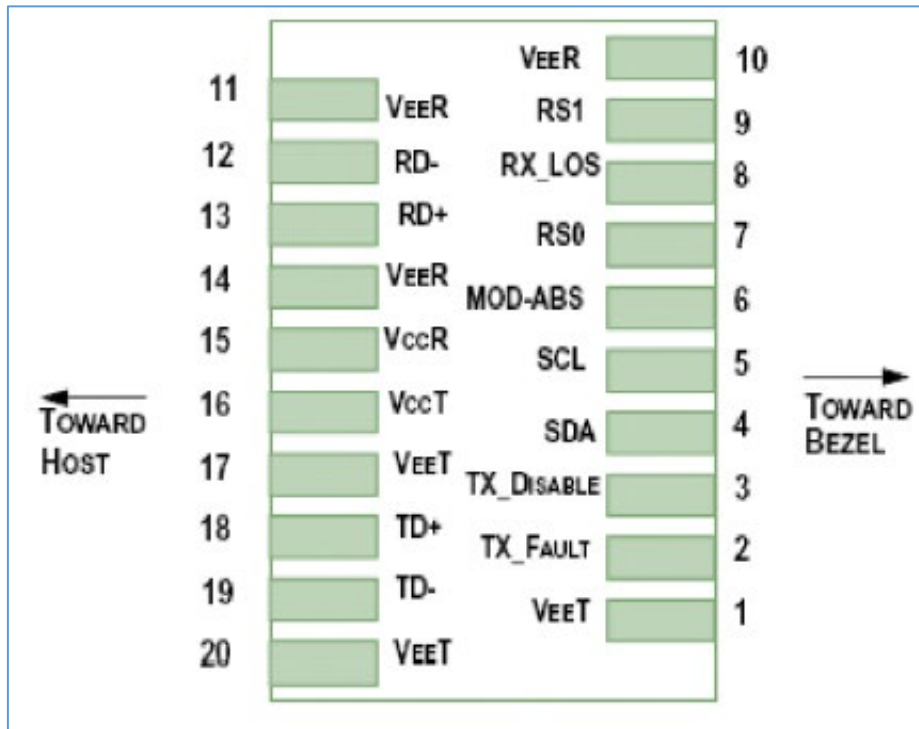 VEER 10
11 VEER
RS1 9
12 RD-
RX_LOS 8
13 RD+
RS0 7
14 VEER
MOD-ABS 6
15 VCCR
SCL 5
16 VCCT
TOWARD HOST
SDA 4
TOWARD BEZEL
17 VEET
TX_DISABLE 3
18 TD+
TX_FAULT 2
19 TD-
VEET 1
20 VEET